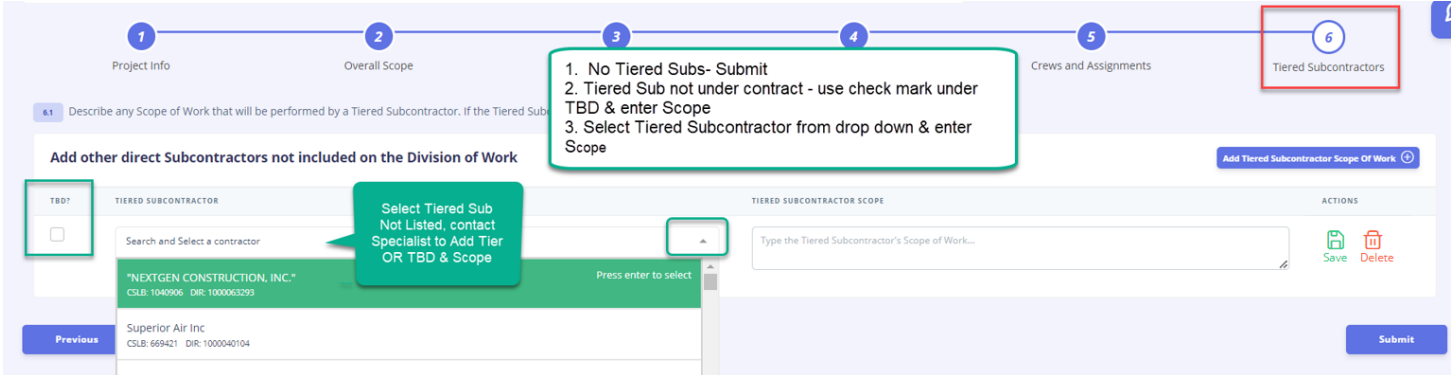 1
2
3
4
5
6
Project Info
Overall Scope
Crews and Assignments
Tiered Subcontractors
1. No Tiered Subs- Submit
2. Tiered Sub not under contract - use check mark under
TBD & enter Scope
3. Select Tiered Subcontractor from drop down & enter
Scope
6.1 Describe any Scope of Work that will be performed by a Tiered Subcontractor. If the Tiered
Add other direct Subcontractors not included on the Division of Work
Add Tiered Subcontractor Scope Of Work
TBD?
TIERED SUBCONTRACTOR
TIERED SUBCONTRACTOR SCOPE
ACTIONS
Select Tiered Sub
Not Listed, contact
Specialist to Add Tier
OR TBD & Scope
Search and Select a contractor
Type the Tiered Subcontractor's Scope of Work...
Save Delete
"NEXTGEN CONSTRUCTION, INC."
Press enter to select
CSLB: 1040906 DIR: 1000063293
Superior Air Inc
CSLB: 669421 DIR: 1000040104
Previous
Submit